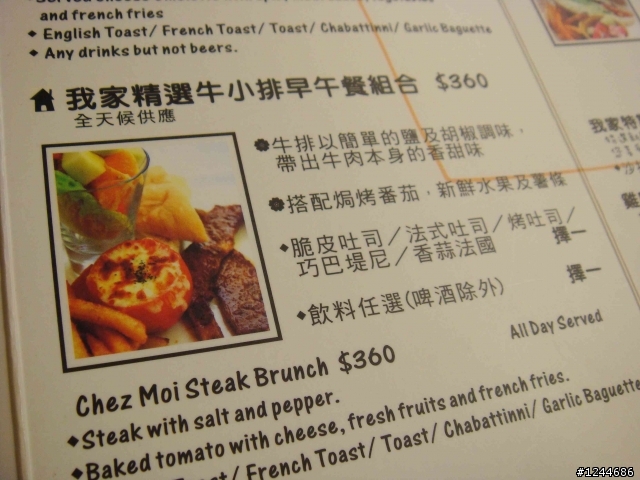 and french fries
◆ English Toast/ French Toast/ Toast/ Chabattini/ Garlic Baguette
◆ Any drinks but not beers.
我家精選牛小排早午餐組合 $360
全天候供應
牛排以簡單的鹽及胡椒調味,
帶出牛肉本身的香甜味
搭配焗烤番茄,新鮮水果及薯條
◆脆皮吐司/法式吐司/烤吐司/
巧巴堤尼/香蒜法國 擇一
◆飲料任選(啤酒除外) 擇一
All Day Served
Chez Moi Steak Brunch $360
◆Steak with salt and pepper.
◆Baked tomato with cheese, fresh fruits and french fries.
Toast/ French Toast/ Toast/ Chabattinni/ Garlic Baguette
我家特
#1244686